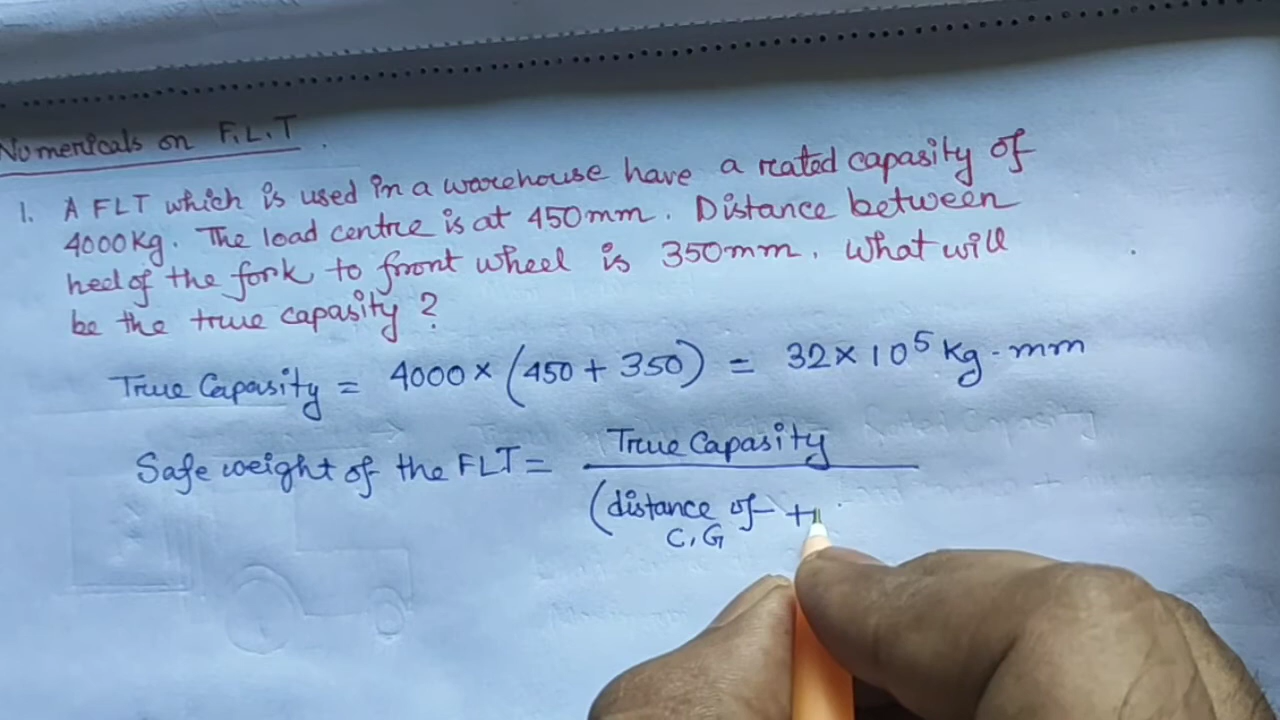 Numericals on F.L.T
1. A FLT which is used in a warehouse have a rated capasity of
4000Kg. The load centre is at 450mm. Distance between
heel of the fork to front wheel is 350mm. What will
be the true capasity?
True Capasity = 4000 × (450 + 350) = 32 × 10⁵ Kg-mm
True Capasity
Safe weight of the FLT =
(distance of +
C.G